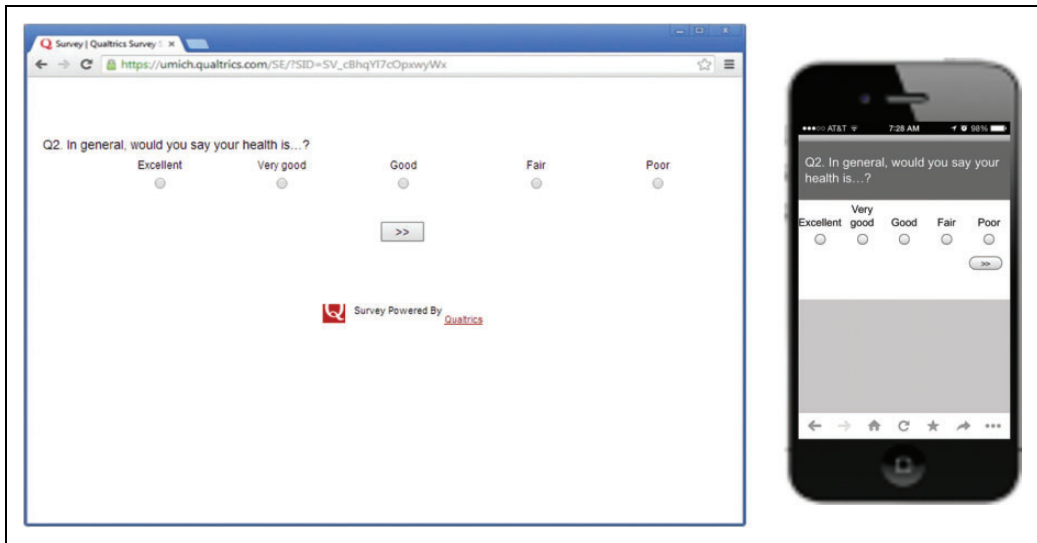 Survey | Qualtrics Survey S
https://umich.qualtrics.com/SE/?SID=SV_cBhqYl7cOpxwyWx
Q2. In general, would you say your health is…?
Excellent Very good Good Fair Poor
>>
Survey Powered By Qualtrics
AT&T 7:28 AM 98%
Q2. In general, would you say your
health is…?
Very
Excellent good Good Fair Poor
>>